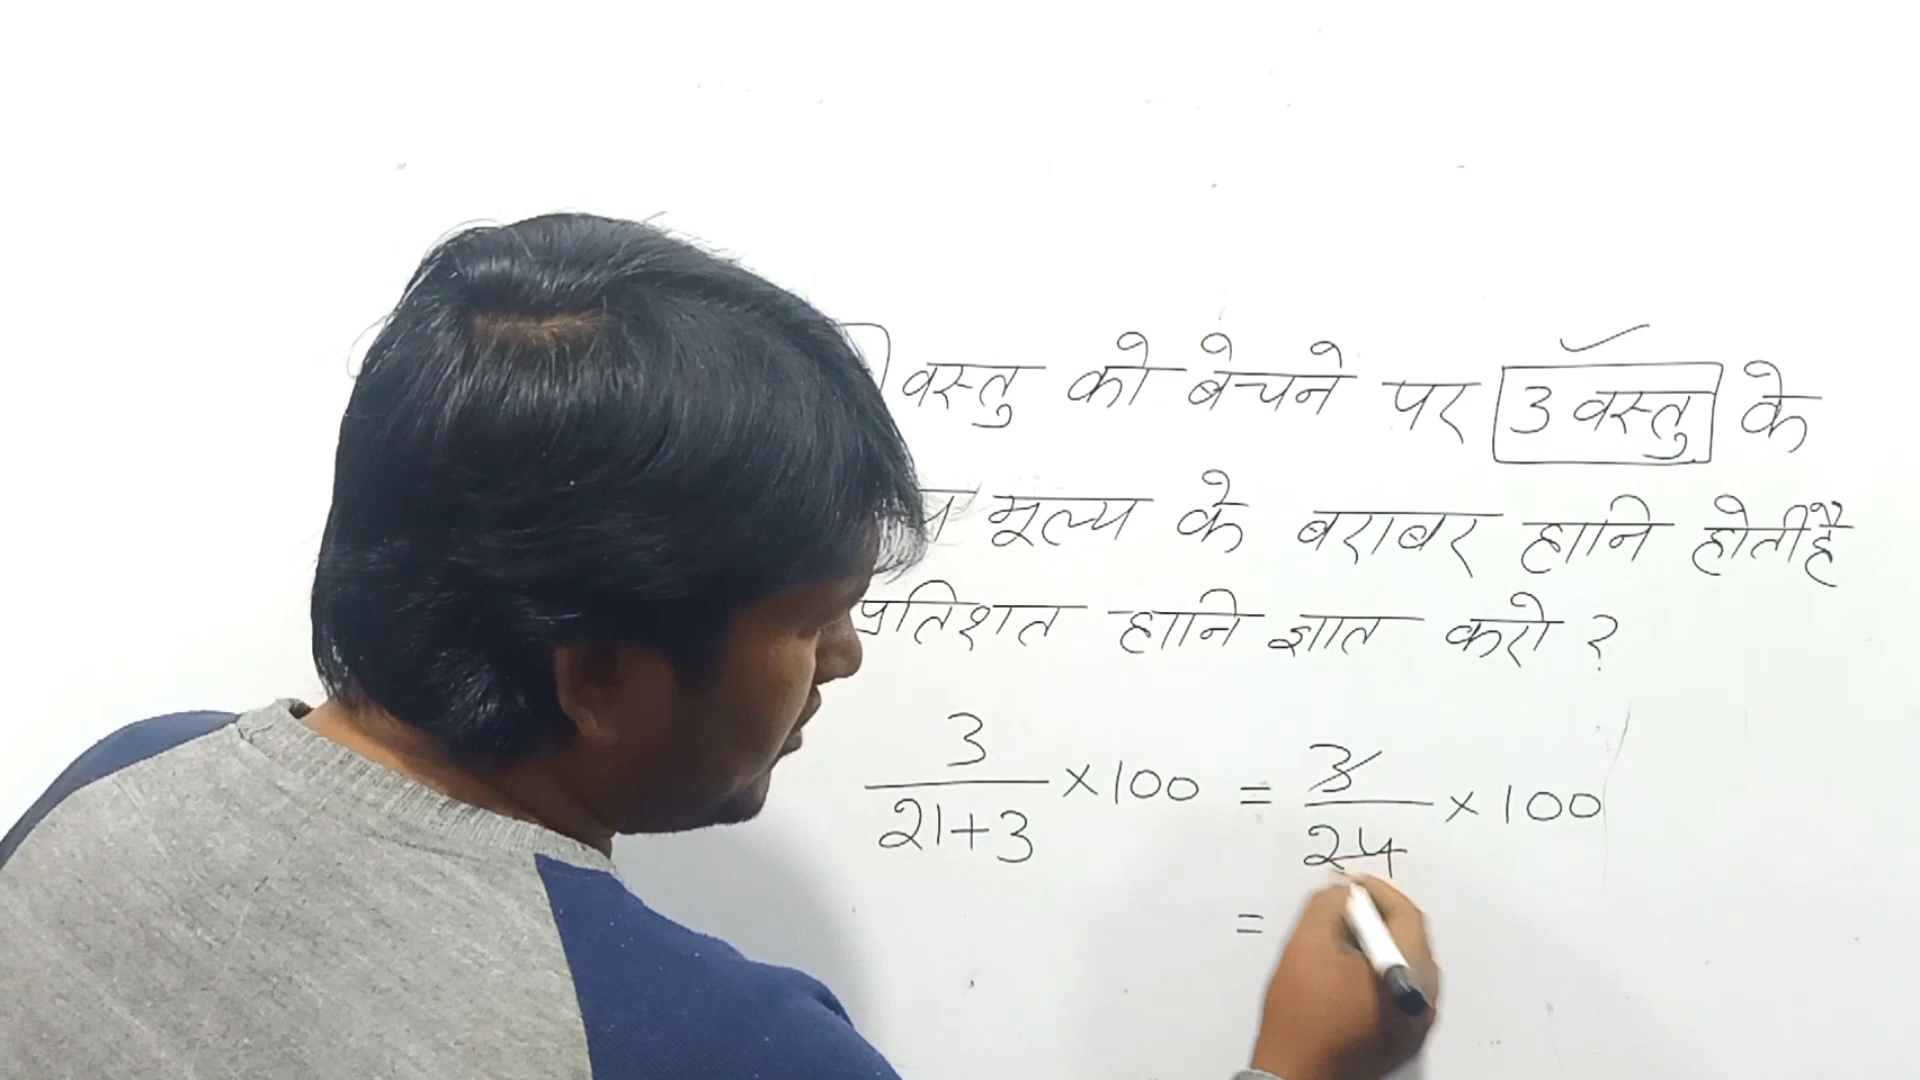 वस्तु को बेचने पर 3 वस्तु के
मूल्य के बराबर हानि होती है
प्रतिशत हानि ज्ञात करो ?
3/21+3 ×100 = 3/24 × 100
=